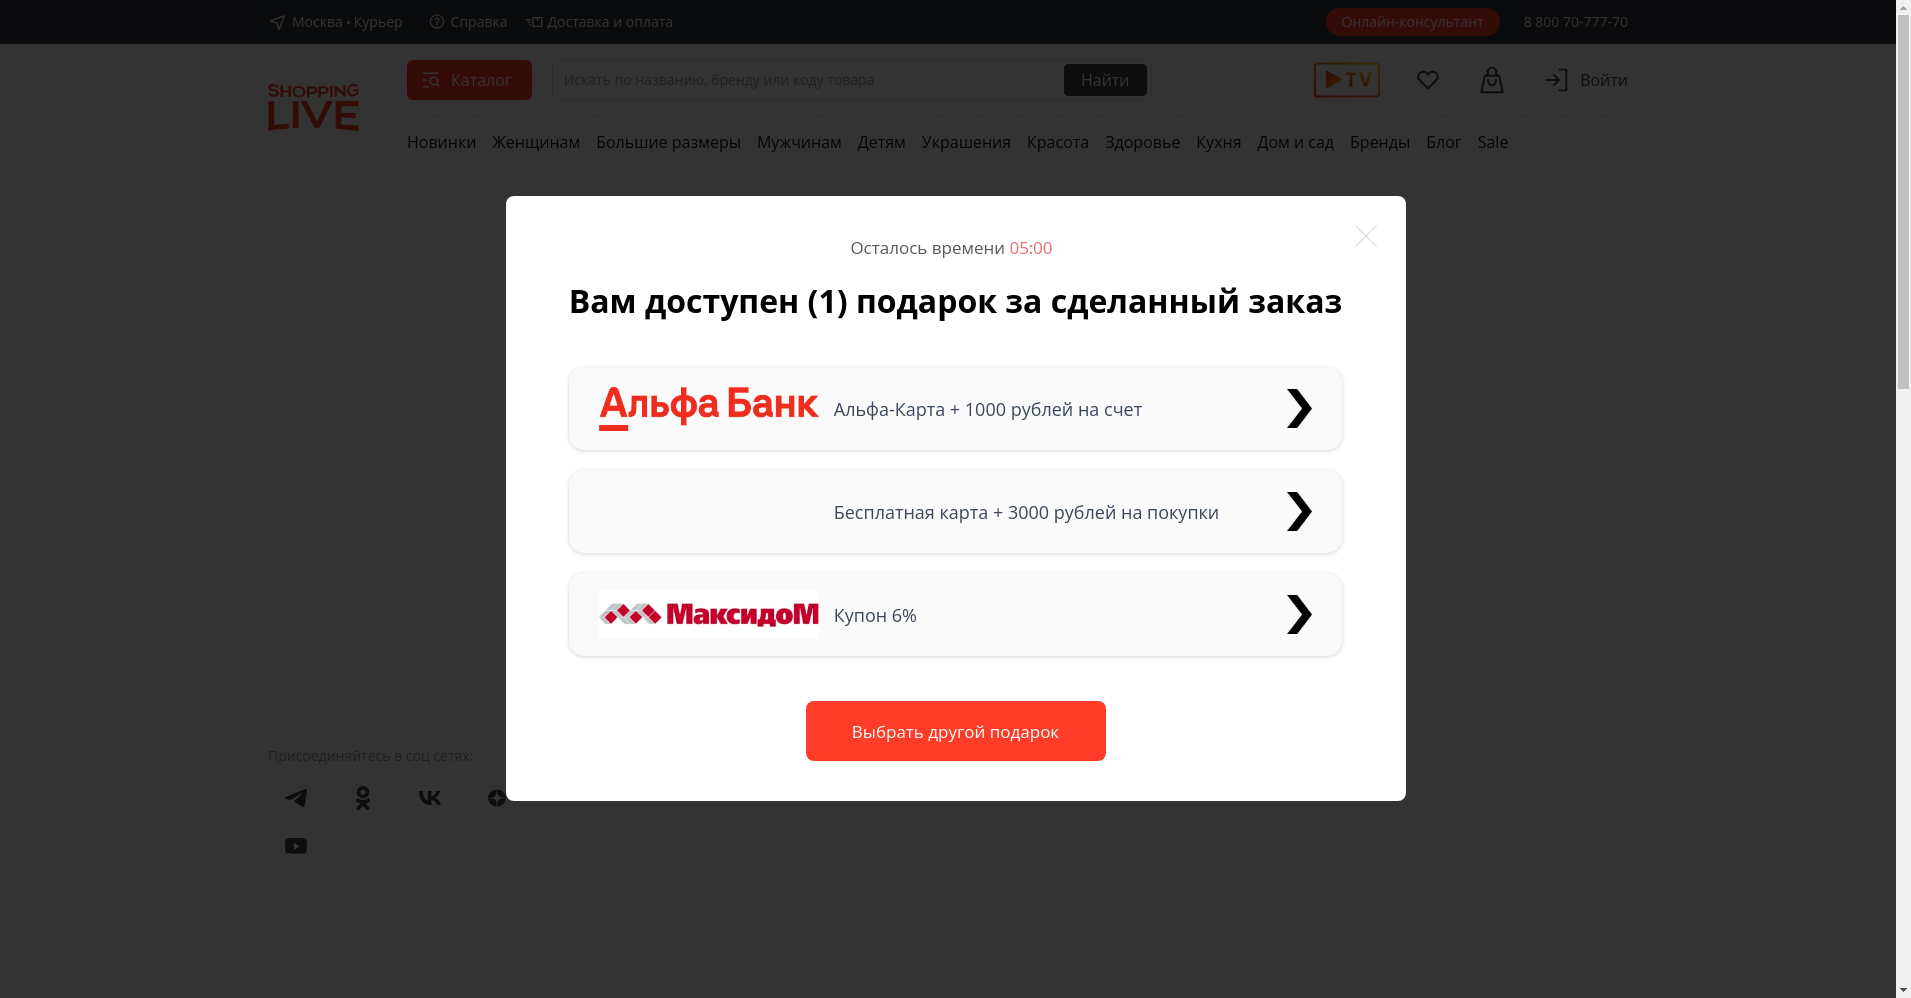 Москва • Курьер
Справка
Доставка и оплата
Онлайн-консультант
8 800 70-777-70
SHOPPING
LIVE
Каталог
Искать по названию, бренду или коду товара
Найти
TV
Войти
Новинки Женщинам Большие размеры Мужчинам Детям Украшения Красота Здоровье Кухня Дом и сад Бренды Блог Sale
Осталось времени 05:00
Вам доступен (1) подарок за сделанный заказ
Альфа Банк
Альфа-Карта + 1000 рублей на счет
Бесплатная карта + 3000 рублей на покупки
МаксидоМ
Купон 6%
Выбрать другой подарок
Присоединяйтесь в соц сетях: